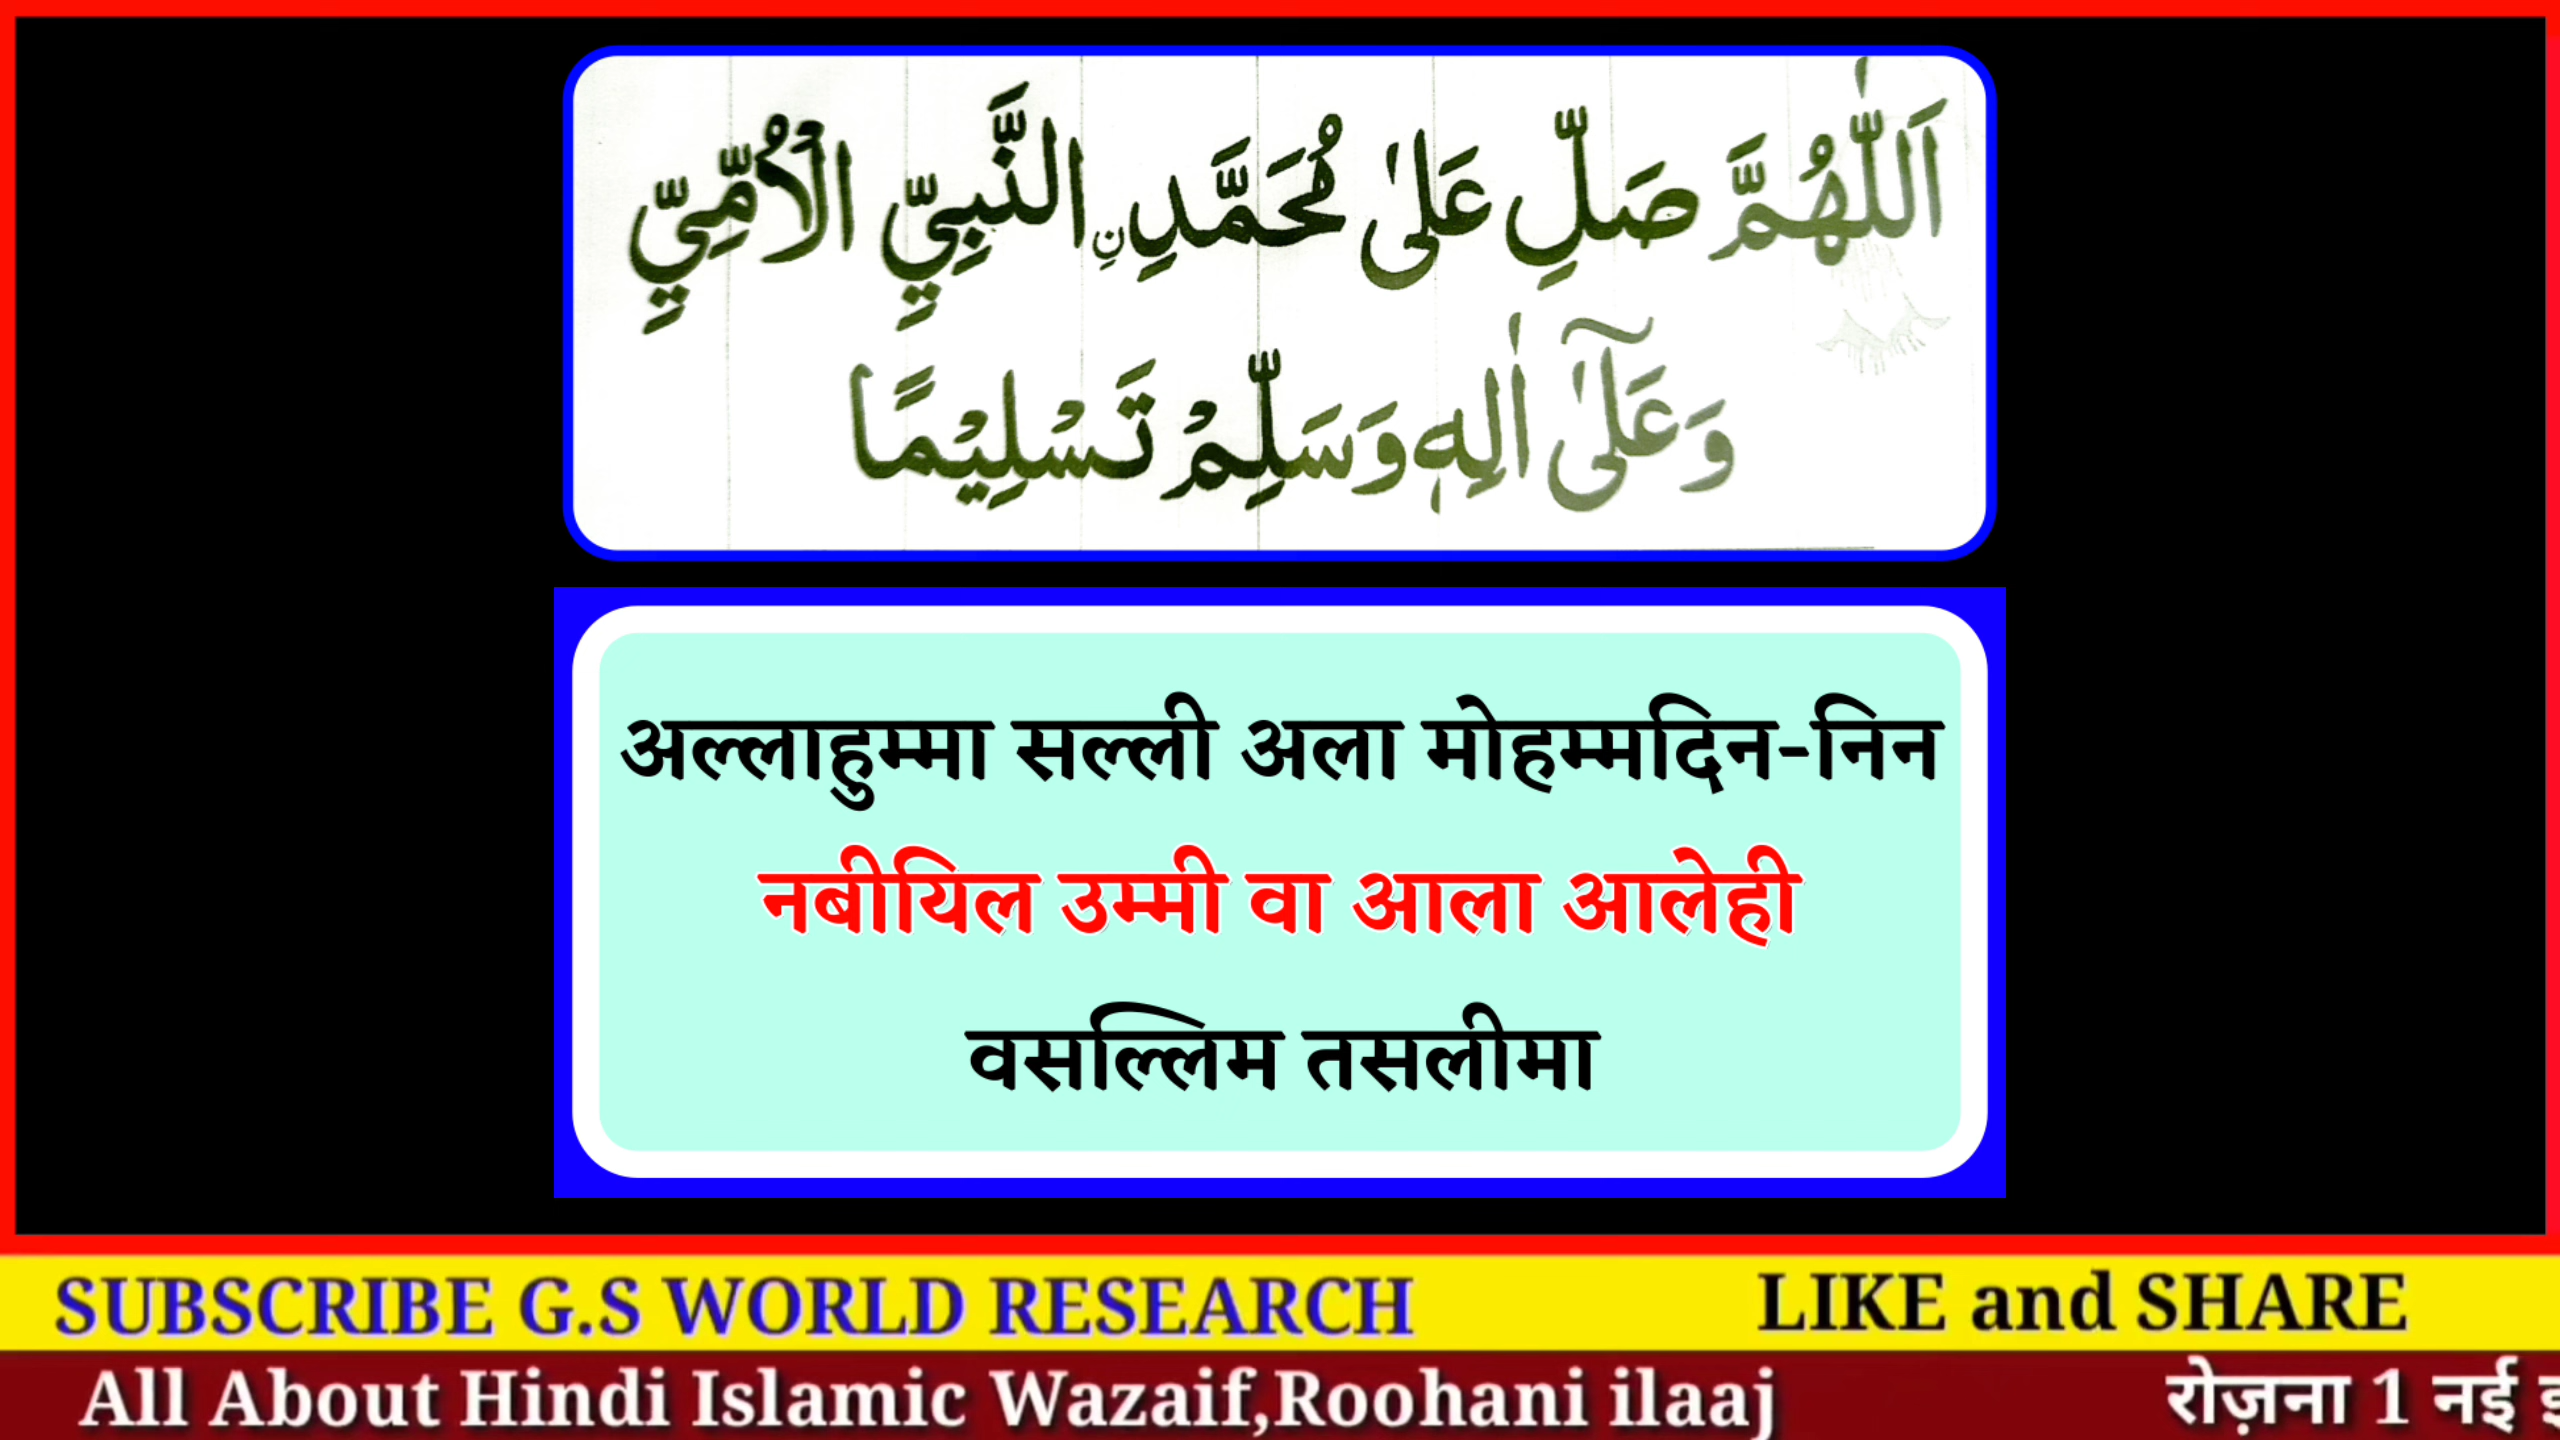 اَللّٰهُمَّ صَلِّ عَلٰى مُحَمَّدِ نِ النَّبِيِّ الْاُمِّيِّ
وَعَلٰٓى اٰلِهٖ وَسَلِّمْ تَسْلِيْمًا
अल्लाहुम्मा सल्ली अला मोहम्मदिन-निन
नबीयिल उम्मी वा आला आलेही
वसल्लिम तसलीमा
SUBSCRIBE G.S WORLD RESEARCH LIKE and SHARE
All About Hindi Islamic Wazaif,Roohani ilaaj रोज़ना 1 नई